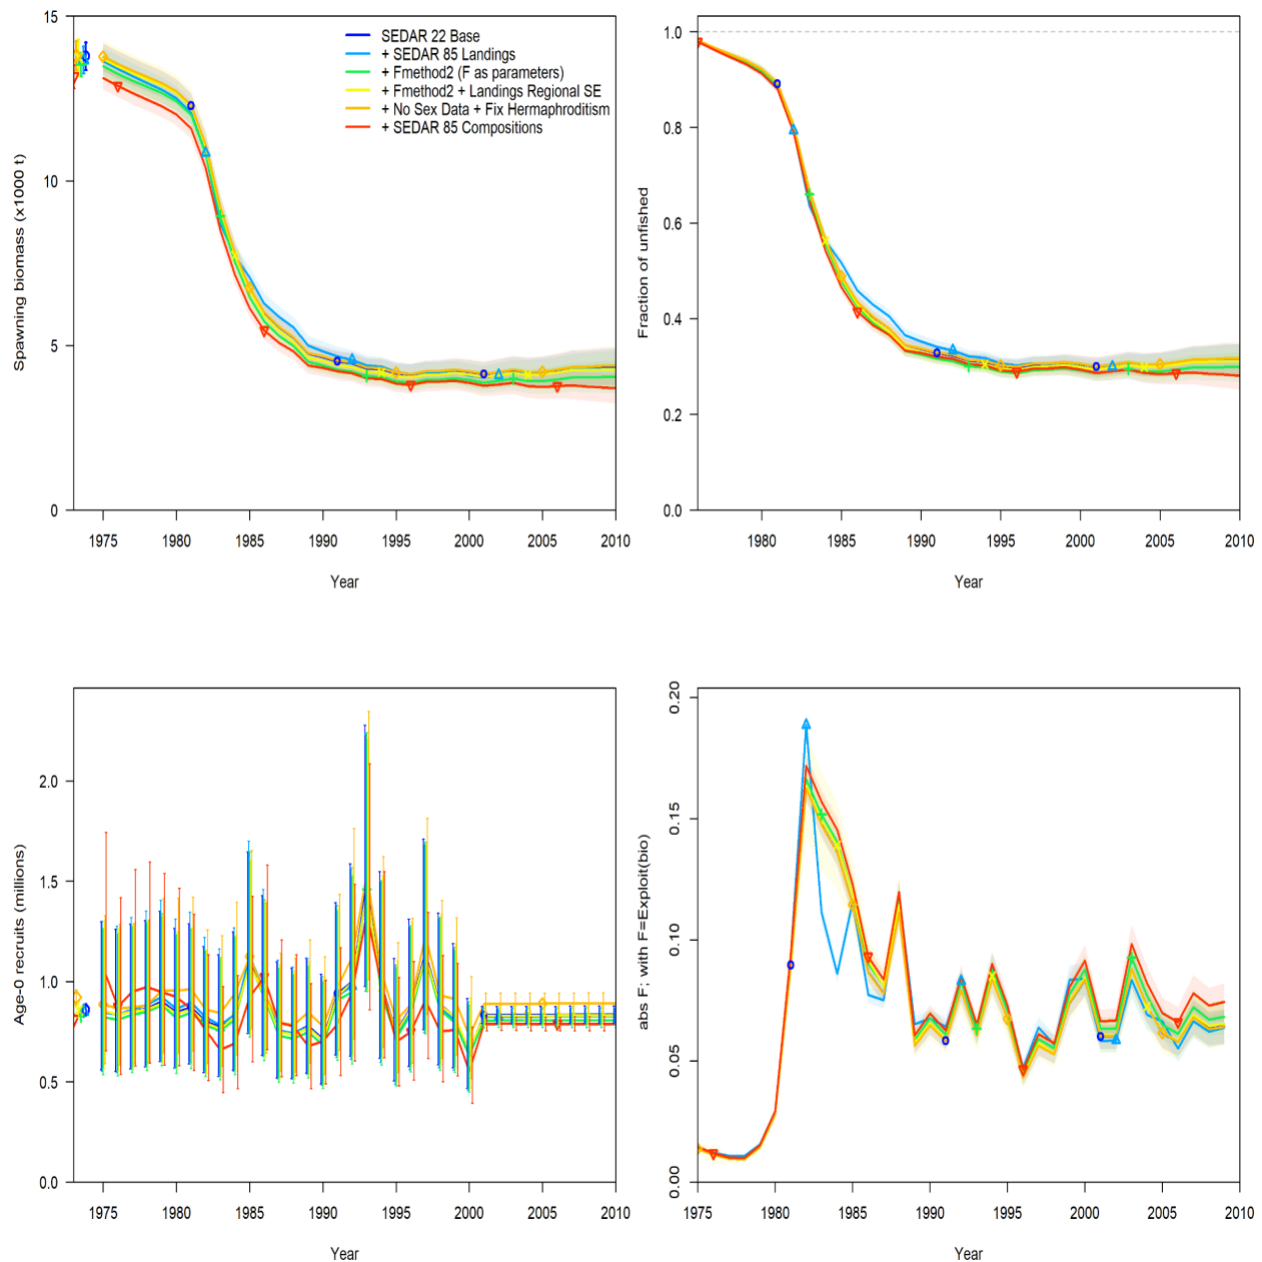 15
10
5
0
Spawning biomass (x1000 t)
SEDAR 22 Base
+ SEDAR 85 Landings
+ Fmethod2 (F as parameters)
+ Fmethod2 + Landings Regional SE
+ No Sex Data + Fix Hermaphroditism
+ SEDAR 85 Compositions
1975 1980 1985 1990 1995 2000 2005 2010
Year
1.0
0.8
0.6
0.4
0.2
0.0
Fraction of unfished
1980 1985 1990 1995 2000 2005 2010
Year
2.0
1.5
1.0
0.5
0.0
Age-0 recruits (millions)
1975 1980 1985 1990 1995 2000 2005 2010
Year
0.20
0.15
0.10
0.05
0.00
abs F; with F=Exploit(bio)
1975 1980 1985 1990 1995 2000 2005 2010
Year